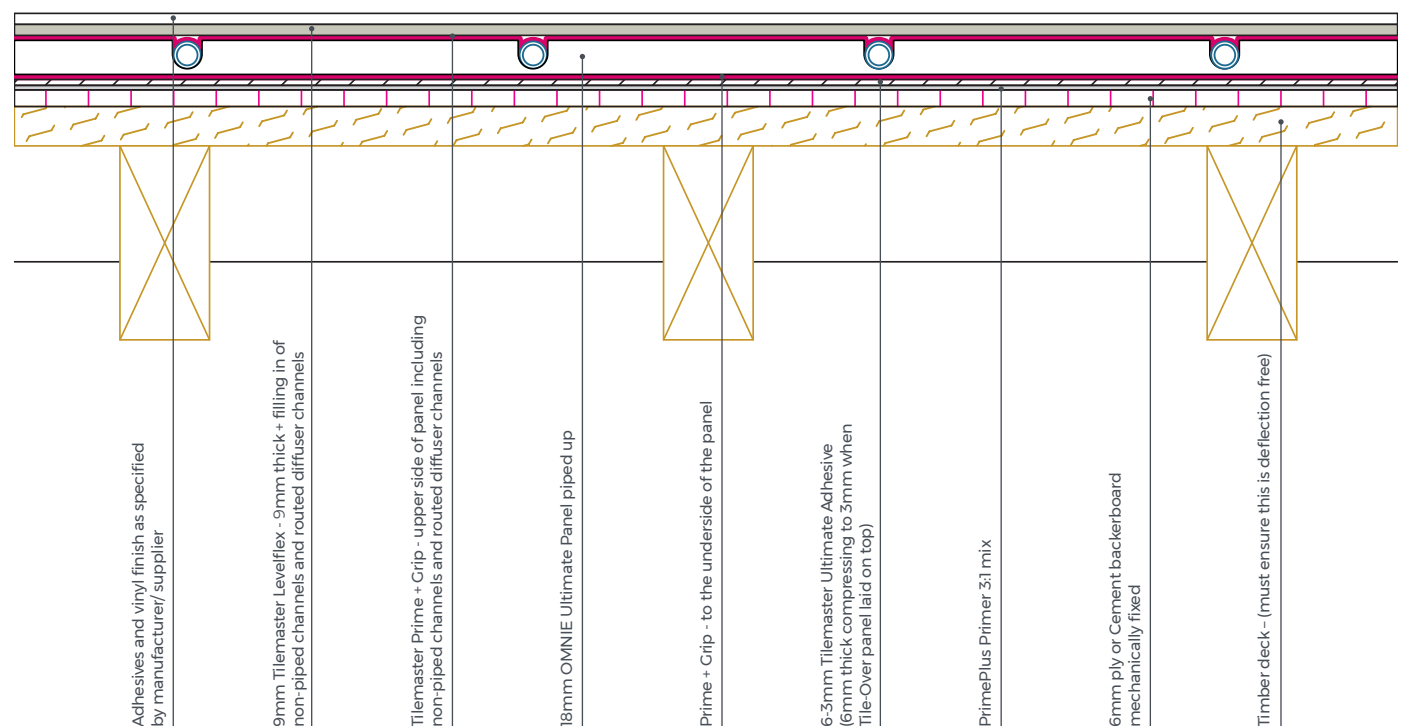 Adhesives and vinyl finish as specified
by manufacturer/ supplier
9mm Tilemaster Levelflex - 9mm thick + filling in of
non-piped channels and routed diffuser channels
Tilemaster Prime + Grip - upper side of panel including
non-piped channels and routed diffuser channels
18mm OMNIE Ultimate Panel piped up
Prime + Grip - to the underside of the panel
6-3mm Tilemaster Ultimate Adhesive
(6mm thick compressing to 3mm when
Tile-Over panel laid on top)
PrimePlus Primer 3:1 mix
6mm ply or Cement backerboard
mechanically fixed
Timber deck – (must ensure this is deflection free)